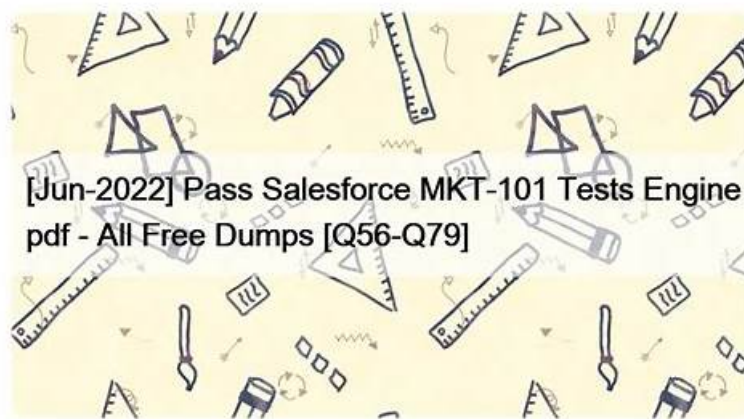 [Jun-2022] Pass Salesforce MKT-101 Tests Engine
pdf - All Free Dumps [Q56-Q79]